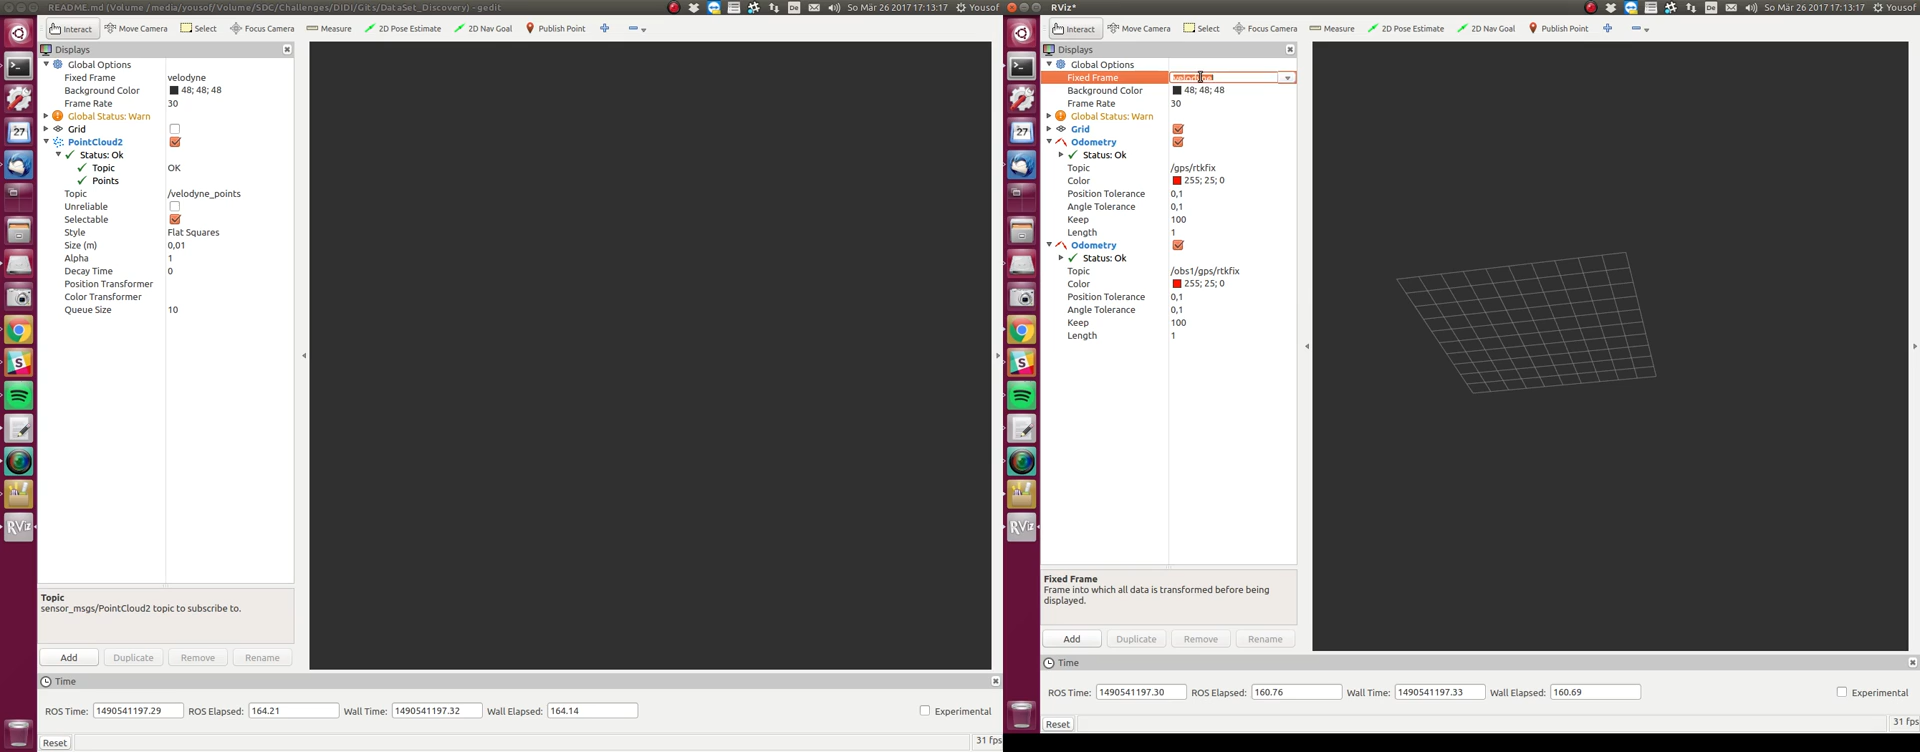 README.md (Volume /media/yousof/Volume/SDC/Challenges/DIDI/Gits/DataSet_Discovery) - gedit
De
So Mär 26 2017 17:13:17
Yousof
Interact
Move Camera
Select
Focus Camera
Measure
2D Pose Estimate
2D Nav Goal
Publish Point
Displays
Global Options
Fixed Frame velodyne
Background Color 48; 48; 48
Frame Rate 30
Global Status: Warn
Grid
PointCloud2
Status: Ok
Topic OK
Points
Topic /velodyne_points
Unreliable
Selectable
Style Flat Squares
Size (m) 0,01
Alpha 1
Decay Time 0
Position Transformer
Color Transformer
Queue Size 10
27
RViz
Topic
sensor_msgs/PointCloud2 topic to subscribe to.
Add
Duplicate
Remove
Rename
Time
ROS Time: 1490541197.29 ROS Elapsed: 164.21 Wall Time: 1490541197.32 Wall Elapsed: 164.14 Experimental
Reset
31 fps
RViz*
De
So Mär 26 2017 17:13:17
Yousof
Interact
Move Camera
Select
Focus Camera
Measure
2D Pose Estimate
2D Nav Goal
Publish Point
Displays
Global Options
Fixed Frame
Background Color 48; 48; 48
Frame Rate 30
Global Status: Warn
Grid
Odometry
Status: Ok
Topic /gps/rtkfix
Color 255; 25; 0
Position Tolerance 0,1
Angle Tolerance 0,1
Keep 100
Length 1
Odometry
Status: Ok
Topic /obs1/gps/rtkfix
Color 255; 25; 0
Position Tolerance 0,1
Angle Tolerance 0,1
Keep 100
Length 1
27
RViz
Fixed Frame
Frame into which all data is transformed before being
displayed.
Add
Duplicate
Remove
Rename
Time
ROS Time: 1490541197.30 ROS Elapsed: 160.76 Wall Time: 1490541197.33 Wall Elapsed: 160.69 Experimental
Reset
31 fps